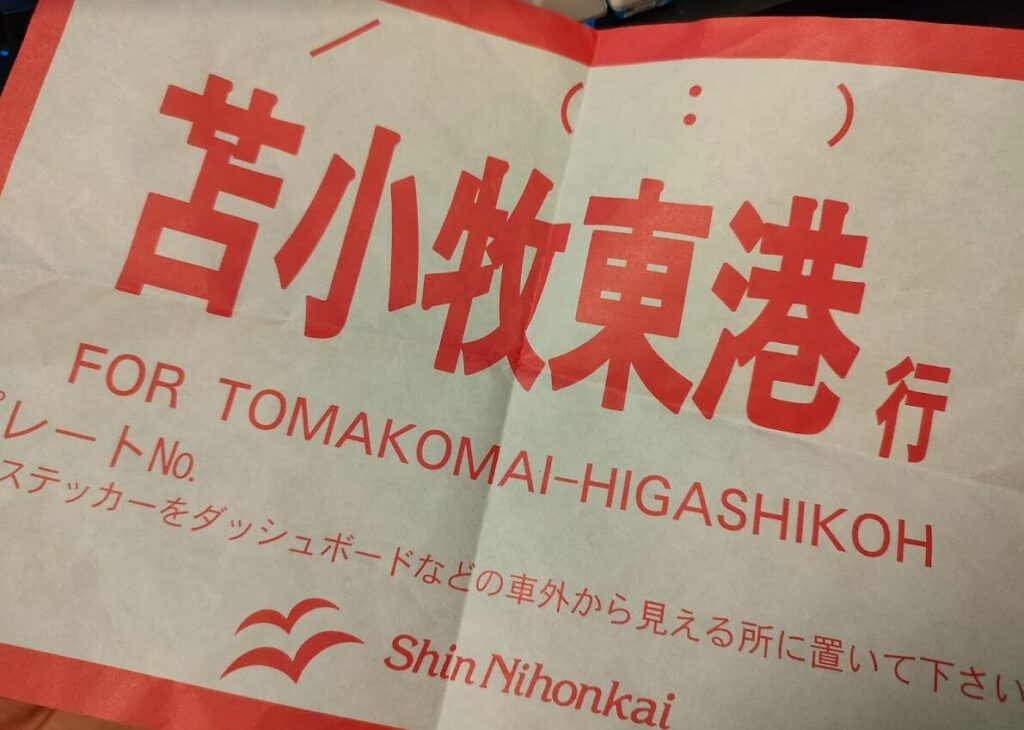 ／
（ : ）
苫小牧東港行
FOR TOMAKOMAI-HIGASHIKOH
プレートNo.
ステッカーをダッシュボードなどの車外から見える所に置いて下さい
Shin Nihonkai